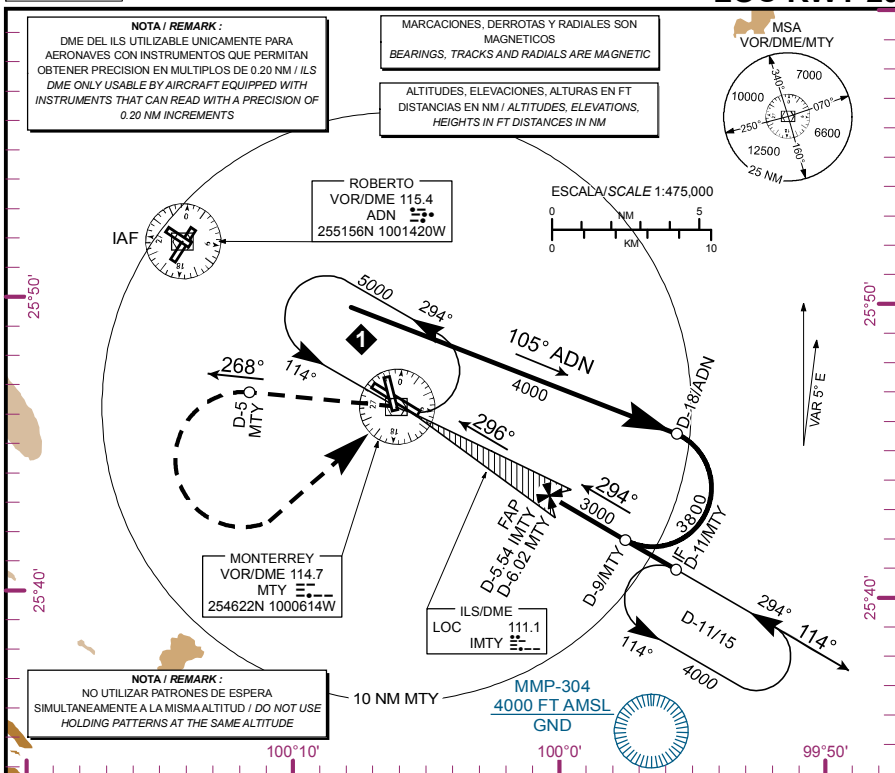 NOTA / REMARK :
DME DEL ILS UTILIZABLE UNICAMENTE PARA
AERONAVES CON INSTRUMENTOS QUE PERMITAN
OBTENER PRECISION EN MULTIPLOS DE 0.20 NM / ILS
DME ONLY USABLE BY AIRCRAFT EQUIPPED WITH
INSTRUMENTS THAT CAN READ WITH A PRECISION OF
0.20 NM INCREMENTS
MARCACIONES, DERROTAS Y RADIALES SON
MAGNETICOS
BEARINGS, TRACKS AND RADIALS ARE MAGNETIC
ALTITUDES, ELEVACIONES, ALTURAS EN FT
DISTANCIAS EN NM / ALTITUDES, ELEVATIONS,
HEIGHTS IN FT DISTANCES IN NM
MSA
VOR/DME/MTY
340°
7000
10000
070°
250°
6600
12500
160°
25 NM
ROBERTO
VOR/DME 115.4
ADN
255156N 1001420W
IAF
0
9
18
27
ESCALA/SCALE 1:475,000
0
NM
5
0
KM
10
25°50'
25°50'
5000
294°
1
114°
105° ADN
4000
D-18/ADN
VAR 5° E
268°
D-5
MTY
0
27
18
296°
294°
3000
3800
FAP
D-5.54 IMTY
D-6.02 MTY
D-9/MTY
IF
D-11/MTY
MONTERREY
VOR/DME 114.7
MTY
254622N 1000614W
ILS/DME
LOC 111.1
IMTY
D-11/15
294°
114°
114°
4000
25°40'
25°40'
NOTA / REMARK :
NO UTILIZAR PATRONES DE ESPERA
SIMULTANEAMENTE A LA MISMA ALTITUD / DO NOT USE
HOLDING PATTERNS AT THE SAME ALTITUDE
10 NM MTY
MMP-304
4000 FT AMSL
GND
100°10'
100°0'
99°50'